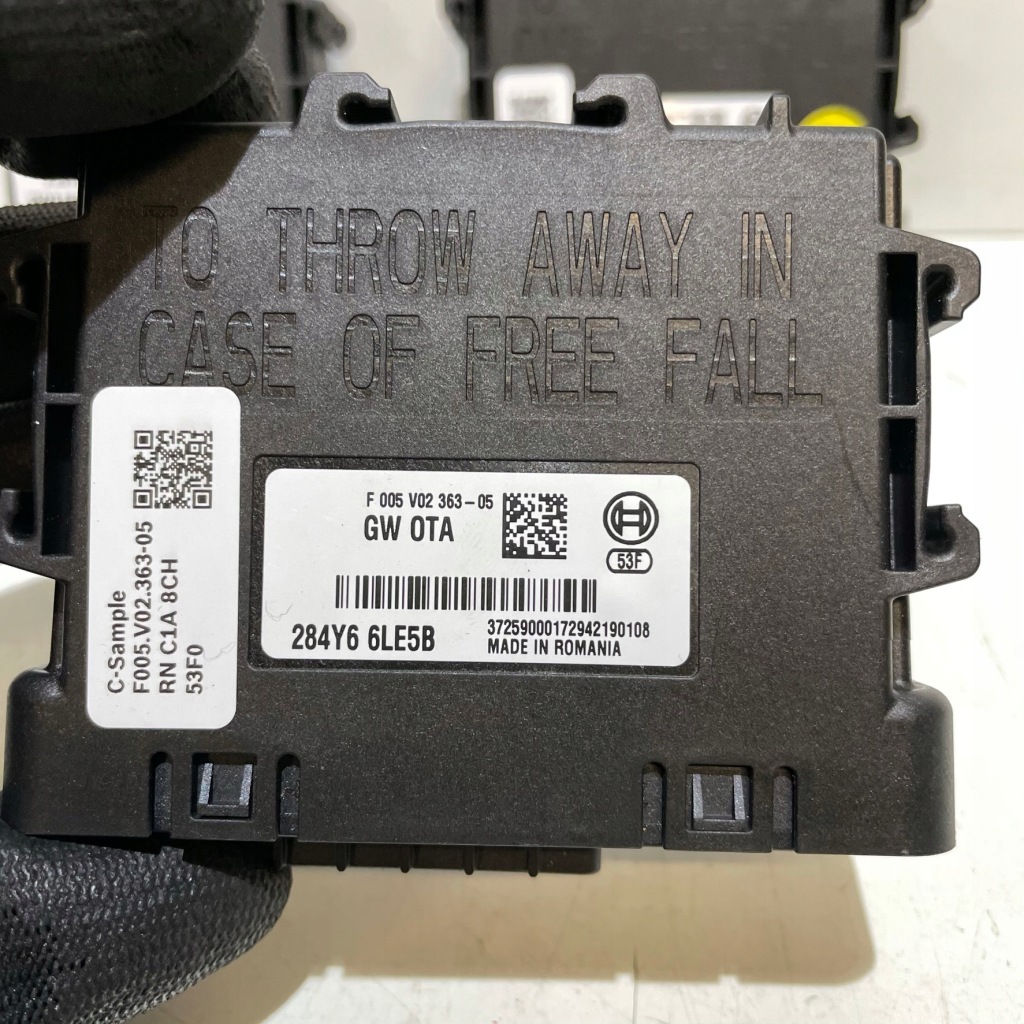 TO THROW AWAY IN
CASE OF FREE FALL
C-Sample
F005.V02.363-05
RN C1A 8CH
53F0
F 005 V02 363-05
GW OTA
53F
284Y6 6LE5B
37259000172942190108
MADE IN ROMANIA